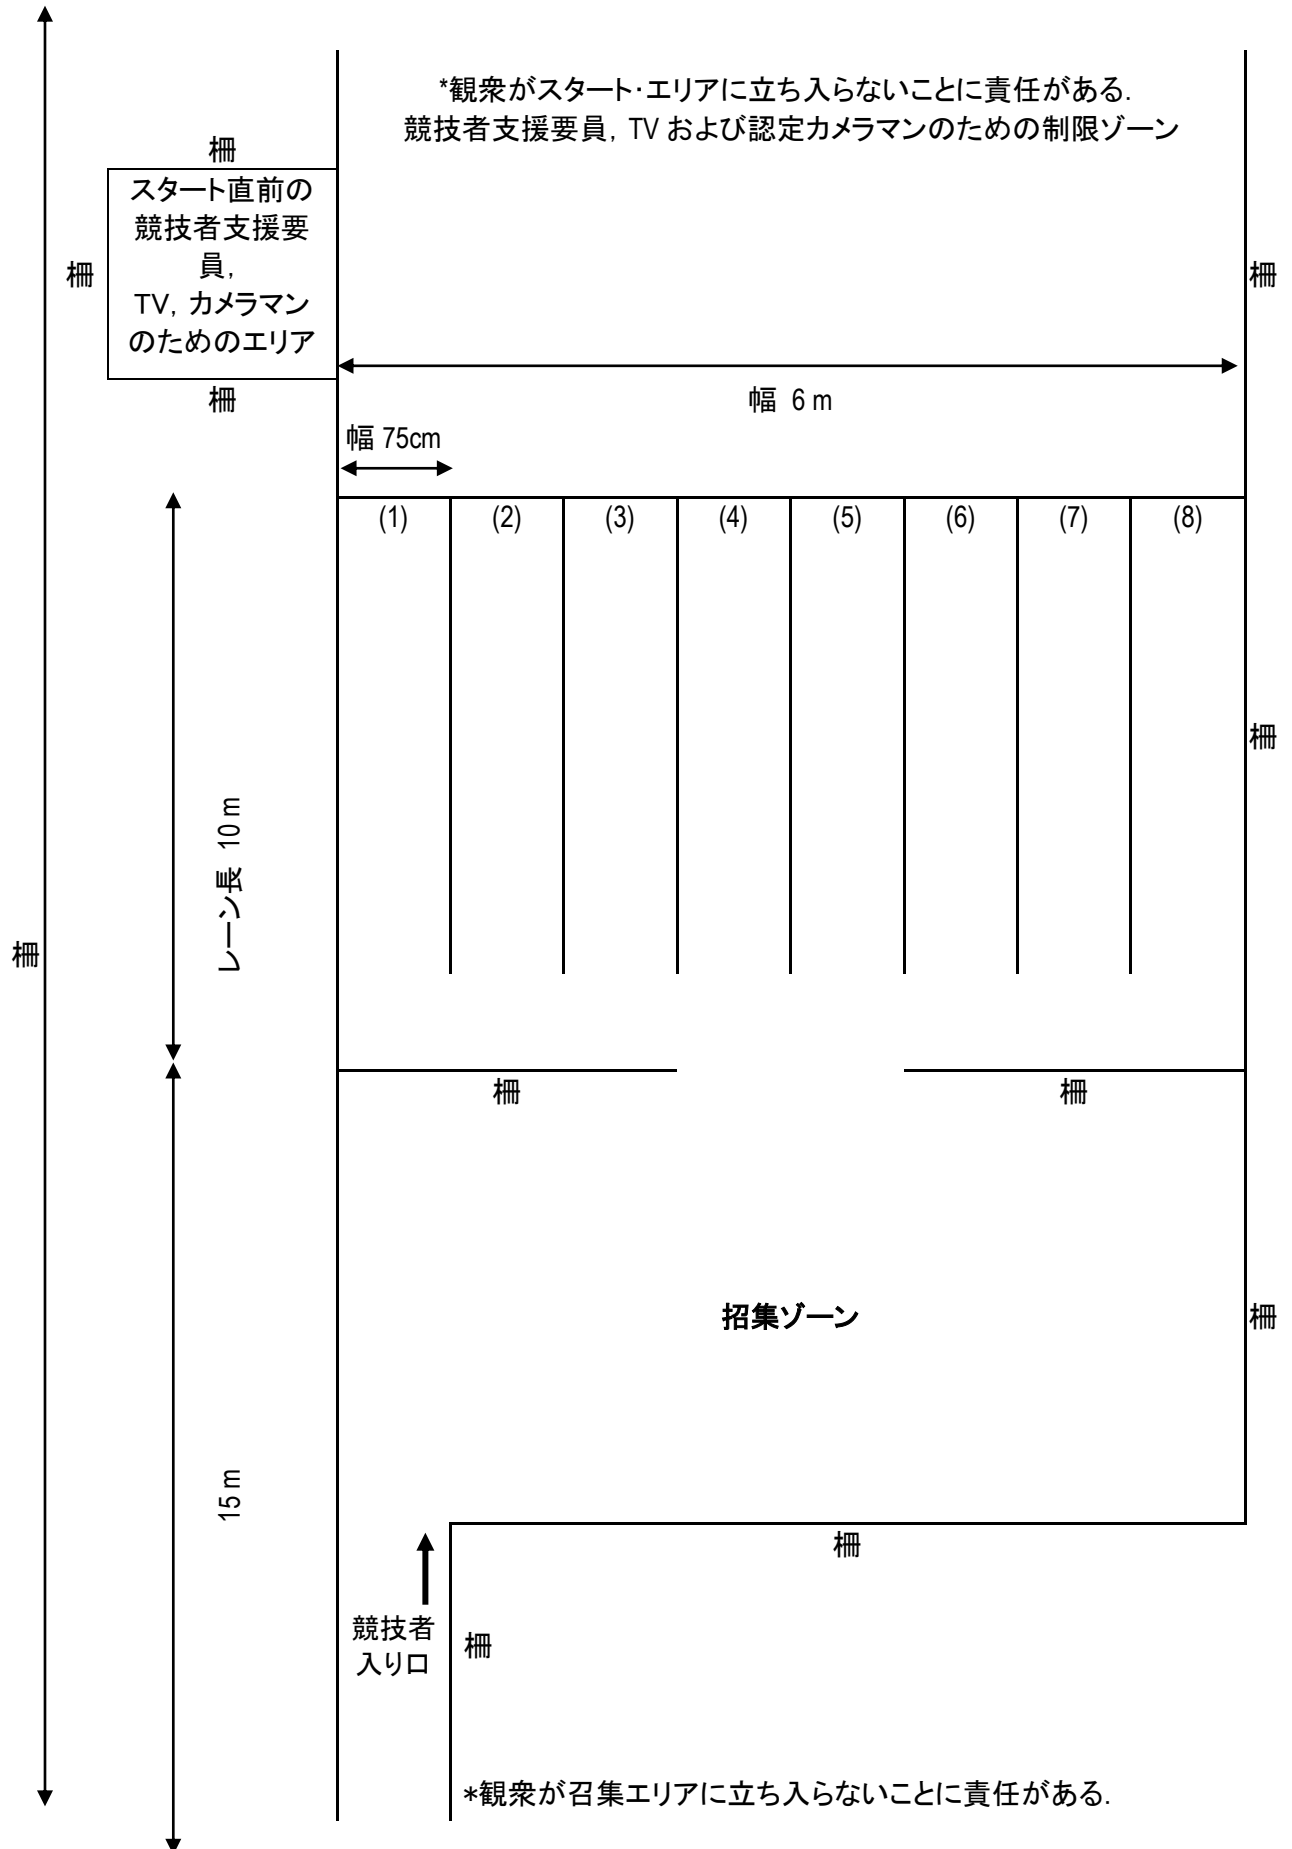 *観衆がスタート･エリアに立ち入らないことに責任がある.
競技者支援要員，TV および認定カメラマンのための制限ゾーン
柵
スタート直前の
競技者支援要
員，
TV，カメラマン
のためのエリア
柵
柵
柵
幅 6 m
幅 75cm
(1) (2) (3) (4) (5) (6) (7) (8)
柵
レーン長 10 m
柵
柵
柵
招集ゾーン
柵
15 m
柵
競技者
入り口
柵
*観衆が召集エリアに立ち入らないことに責任がある.